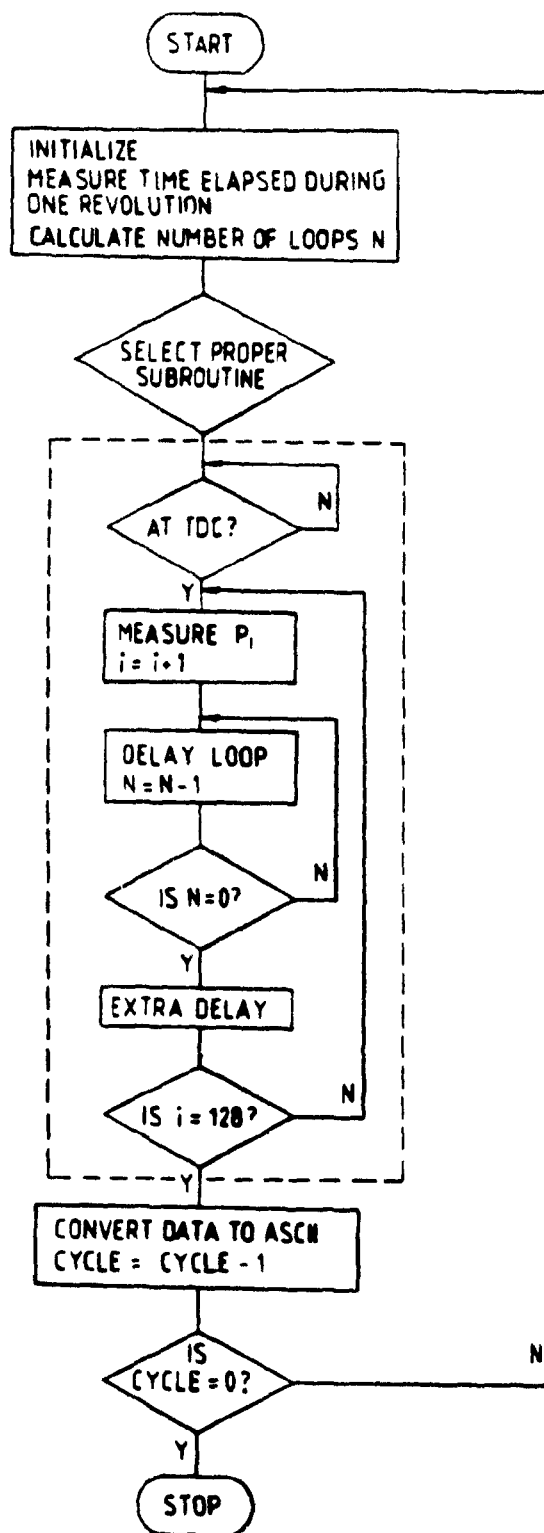 START
INITIALIZE
MEASURE TIME ELAPSED DURING
ONE REVOLUTION
CALCULATE NUMBER OF LOOPS N
SELECT PROPER
SUBROUTINE
N
AT TDC?
Y
MEASURE Pi
i = i+1
DELAY LOOP
N = N-1
N
IS N=0?
Y
EXTRA DELAY
N
IS i = 128?
Y
CONVERT DATA TO ASCII
CYCLE = CYCLE - 1
IS
CYCLE = 0?
N
Y
STOP